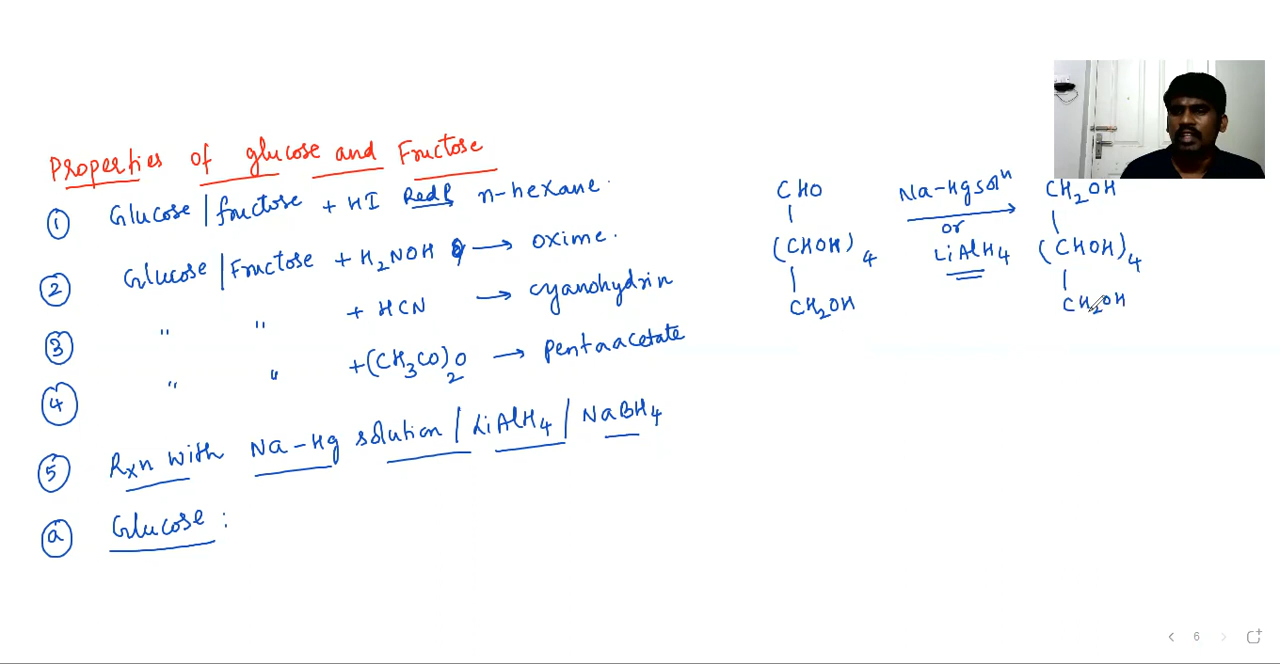 Properties of glucose and Fructose
① Glucose | fructose + HI Red P n-hexane.
② Glucose | Fructose + H2NOH → oxime.
③ " " + HCN → cyanohydrin
④ " " + (CH3CO)2O → pentaacetate
⑤ Rxn with Na-Hg solution | LiAlH4 | NaBH4
ⓐ Glucose :
CHO
(CHOH)4
CH2OH
Na-Hg solⁿ
or
LiAlH4
CH2OH
(CHOH)4
CH2OH
6